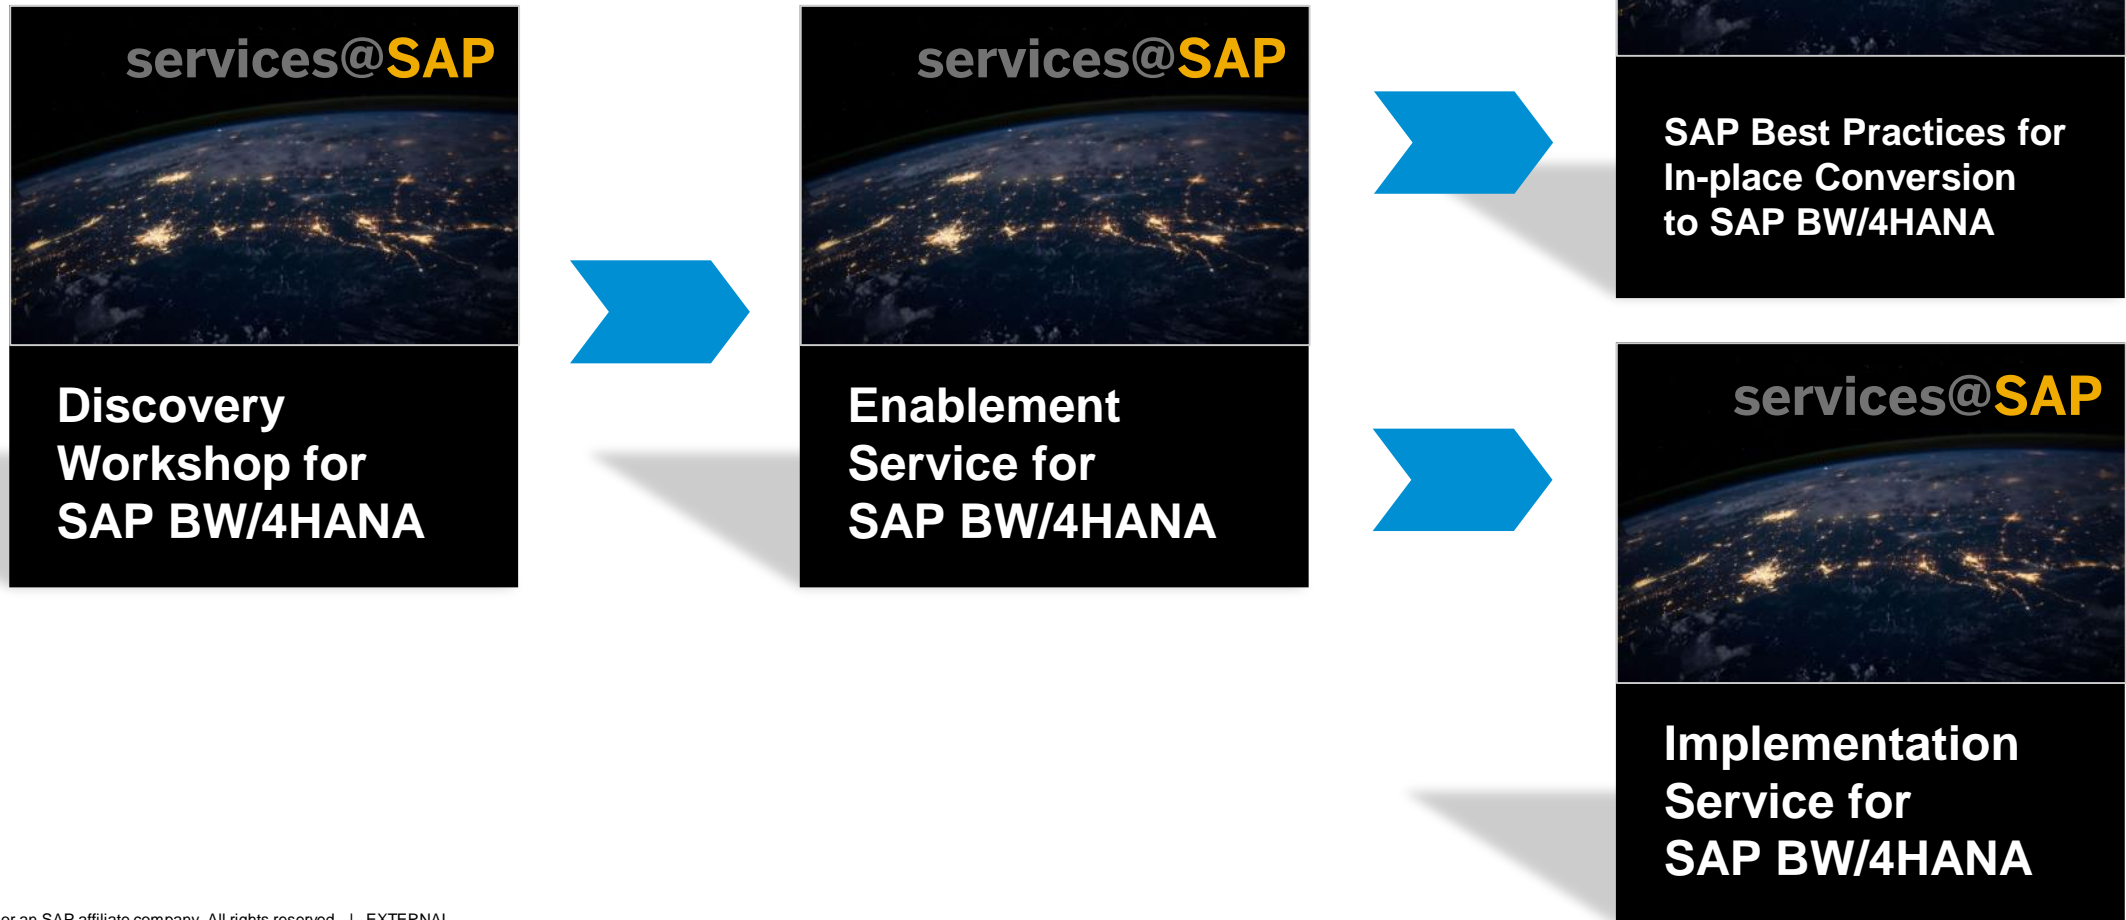 services@SAP
Discovery
Workshop for
SAP BW/4HANA
services@SAP
Enablement
Service for
SAP BW/4HANA
SAP Best Practices for
In-place Conversion
to SAP BW/4HANA
services@SAP
Implementation
Service for
SAP BW/4HANA
or an SAP affiliate company. All rights reserved. | EXTERNAL